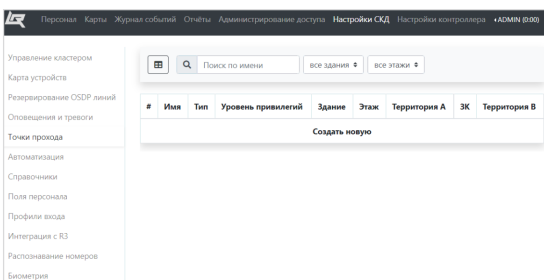 Персонал Карты Журнал событий Отчёты Администрирование доступа Настройки СКД Настройки контроллера ADMIN (0:00)
Управление кластером
Карта устройств
Резервирование OSDP линий
Оповещения и тревоги
Точки прохода
Автоматизация
Справочники
Поля персонала
Профили входа
Интеграция с R3
Распознавание номеров
Биометрия
Поиск по имени все здания все этажи
# Имя Тип Уровень привилегий Здание Этаж Территория A ЗК Территория B
Создать новую